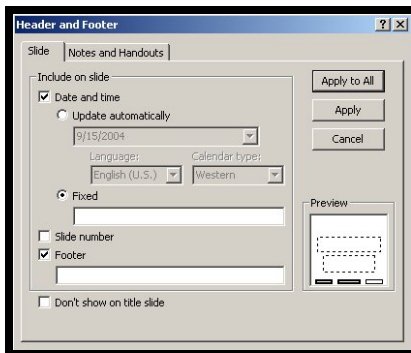 Header and Footer
Slide Notes and Handouts
Include on slide
Date and time
Update automatically
9/15/2004
Language: Calendar type:
English (U.S.) Western
Fixed
Slide number
Footer
Don't show on title slide
Apply to All
Apply
Cancel
Preview